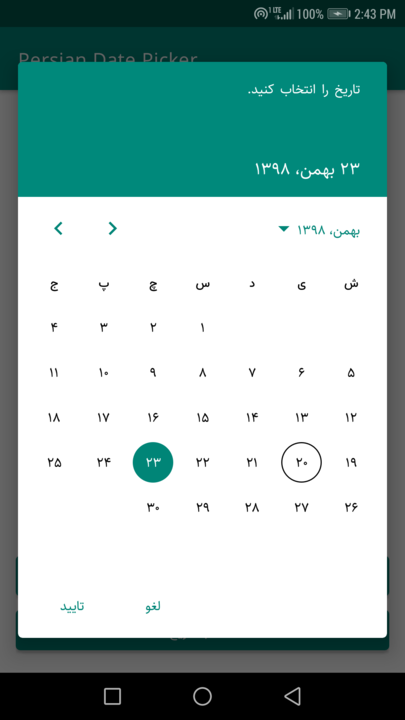 100% 2:43 PM
Persian Date Picker
تاریخ را انتخاب کنید.
۲۳ بهمن، ۱۳۹۸
بهمن، ۱۳۹۸
ش ی د س چ پ ج
۱ ۲ ۳ ۴
۵ ۶ ۷ ۸ ۹ ۱۰ ۱۱
۱۲ ۱۳ ۱۴ ۱۵ ۱۶ ۱۷ ۱۸
۱۹ ۲۰ ۲۱ ۲۲ ۲۳ ۲۴ ۲۵
۲۶ ۲۷ ۲۸ ۲۹ ۳۰
لغو تایید